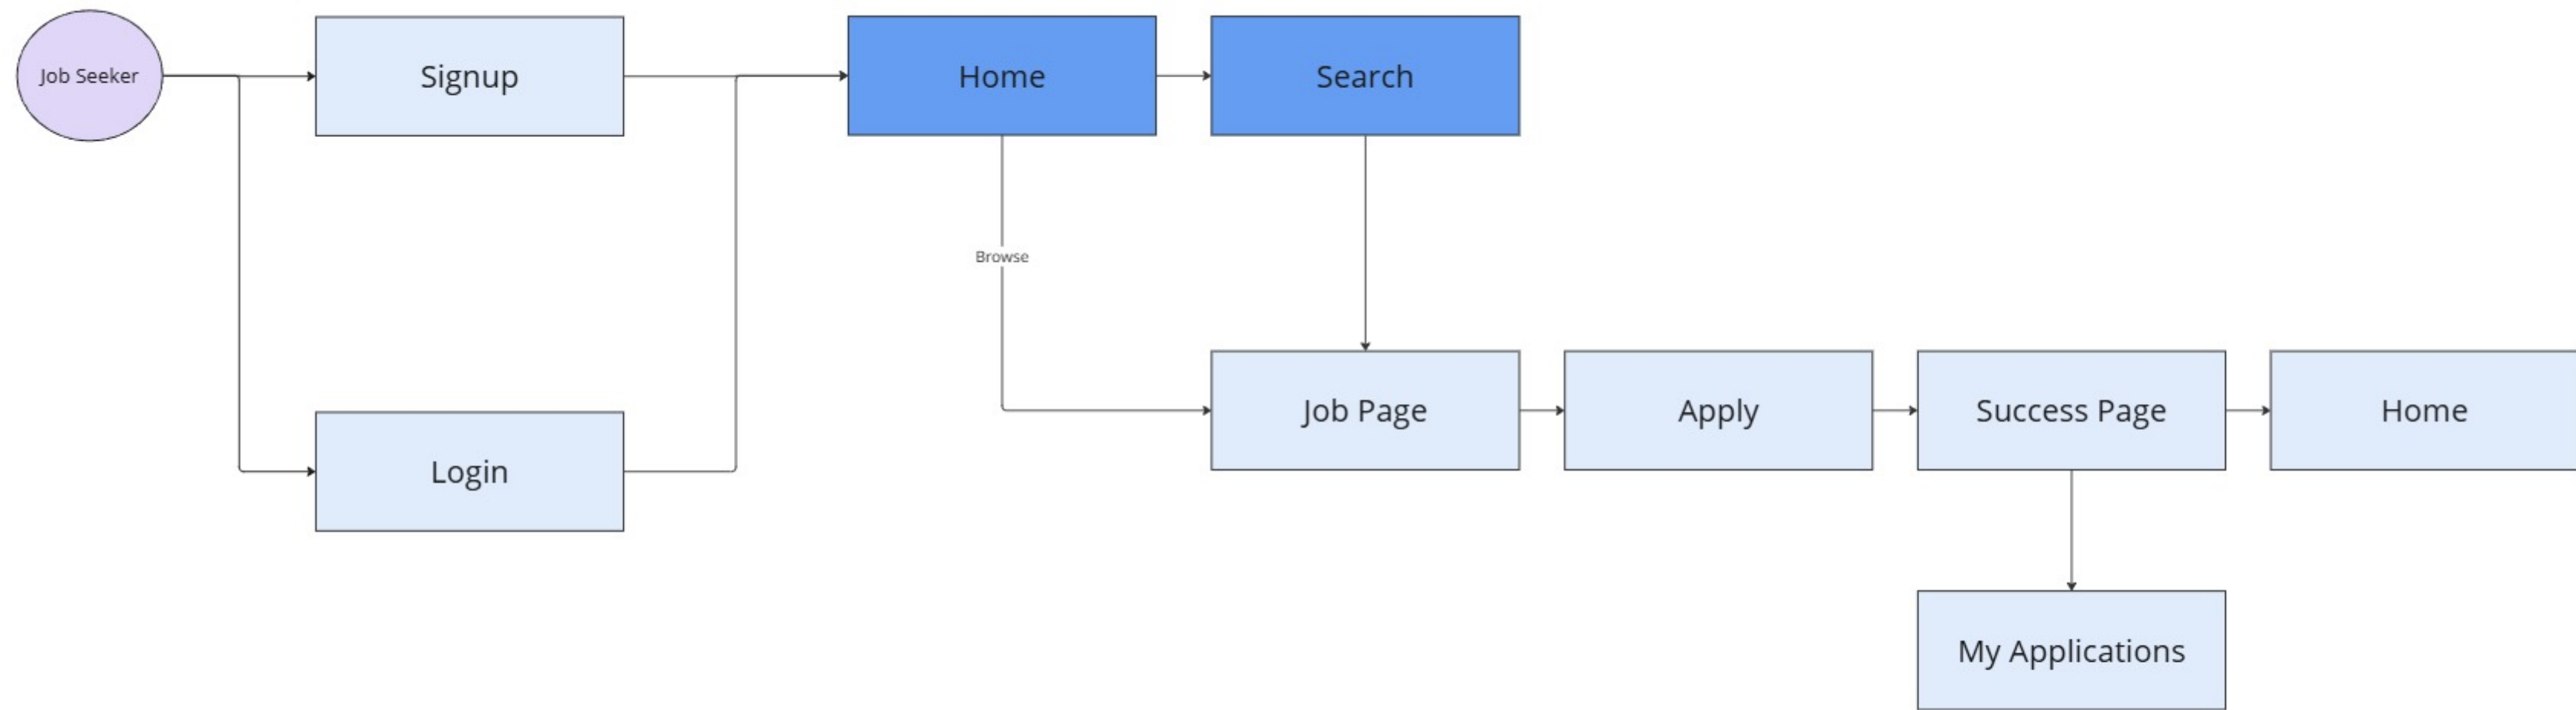 Job Seeker
Signup
Home
Search
Browse
Login
Job Page
Apply
Success Page
Home
My Applications